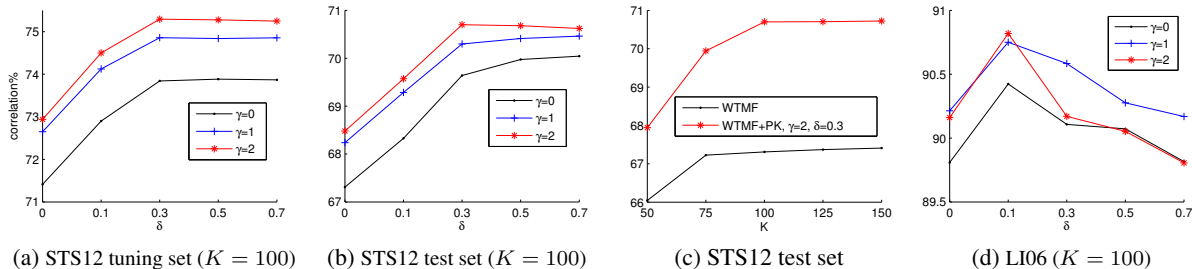 correlation%
75
74
73
72
71
0 0.1 0.3 0.5 0.7
δ
γ=0
γ=1
γ=2
(a) STS12 tuning set (K = 100)
72
71
70
69
68
67
0 0.1 0.3 0.5 0.7
δ
γ=0
γ=1
γ=2
(b) STS12 test set (K = 100)
72
71
70
69
68
67
66
50 75 100 125 150
K
WTMF
WTMF+PK, γ=2, δ=0.3
(c) STS12 test set
91
90.5
90
89.5
0 0.1 0.3 0.5 0.7
δ
γ=0
γ=1
γ=2
(d) LI06 (K = 100)